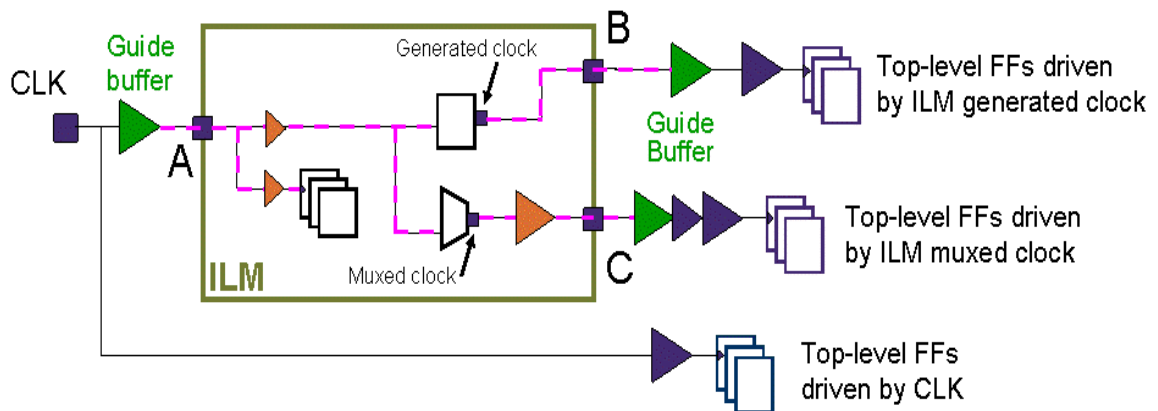 CLK
Guide
buffer
A
ILM
Generated clock
Muxed clock
B
Guide
Buffer
C
Top-level FFs driven
by ILM generated clock
Top-level FFs driven
by ILM muxed clock
Top-level FFs
driven by CLK